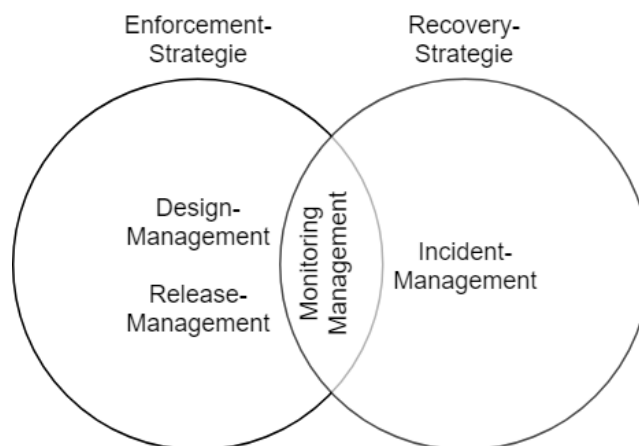 Enforcement-
Strategie
Recovery-
Strategie
Design-
Management
Release-
Management
Monitoring
Management
Incident-
Management